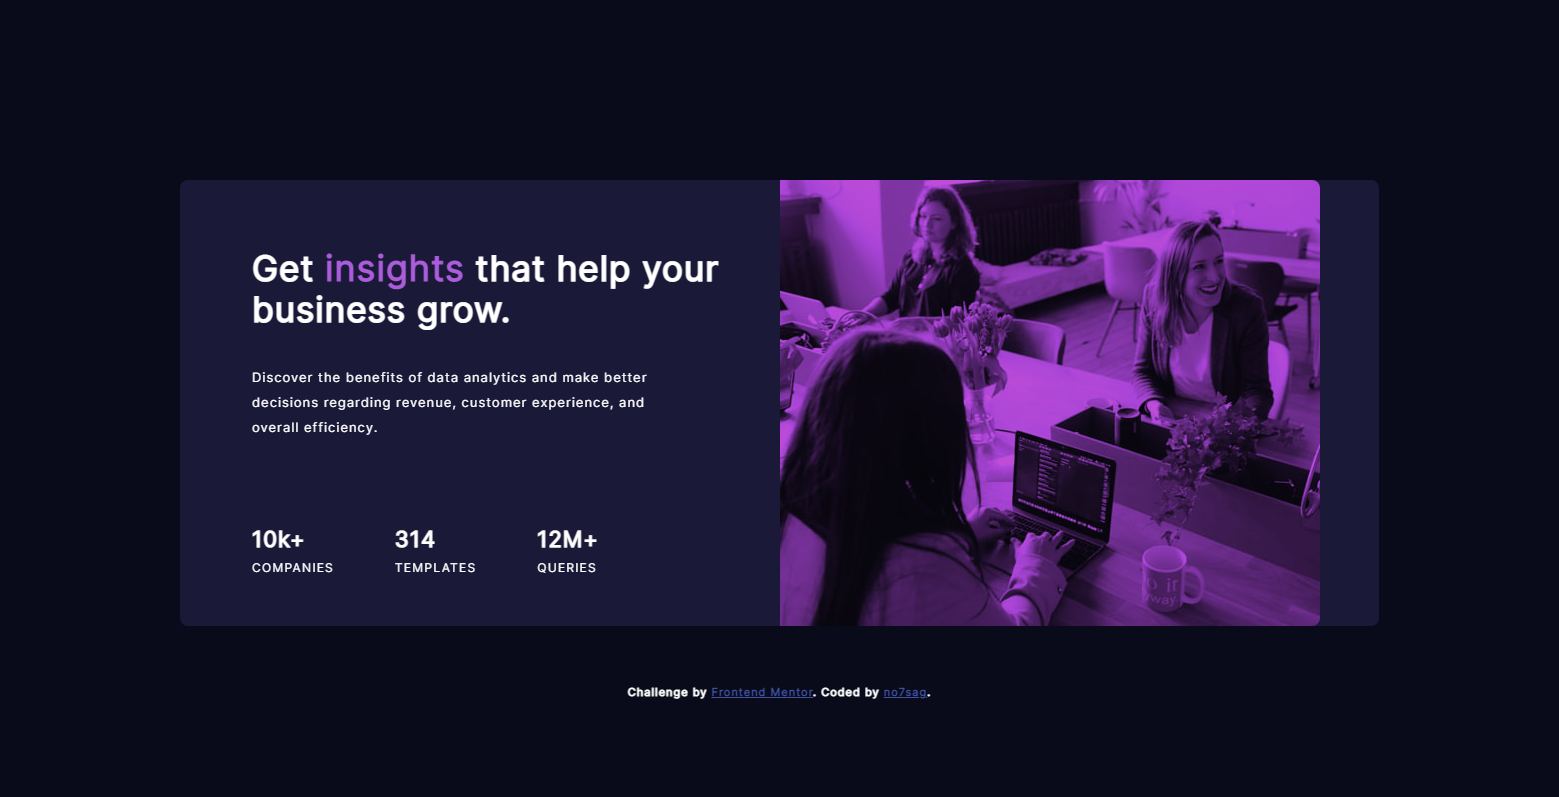 Get insights that help your
business grow.
Discover the benefits of data analytics and make better
decisions regarding revenue, customer experience, and
overall efficiency.
10k+ 314 12M+
COMPANIES TEMPLATES QUERIES
Challenge by Frontend Mentor. Coded by no7sag.